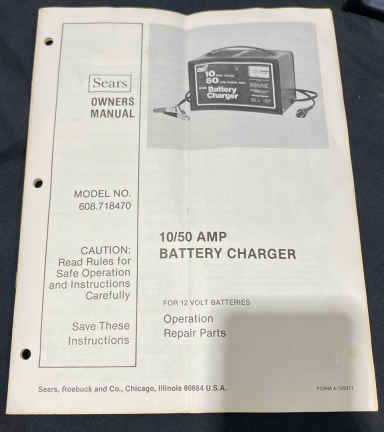 Sears
OWNERS
MANUAL
MODEL NO.
608.718470
CAUTION:
Read Rules for
Safe Operation
and Instructions
Carefully
Save These
Instructions
10
50
Battery
Charger
10/50 AMP
BATTERY CHARGER
FOR 12 VOLT BATTERIES
Operation
Repair Parts
Sears, Roebuck and Co., Chicago, Illinois 60684 U.S.A.